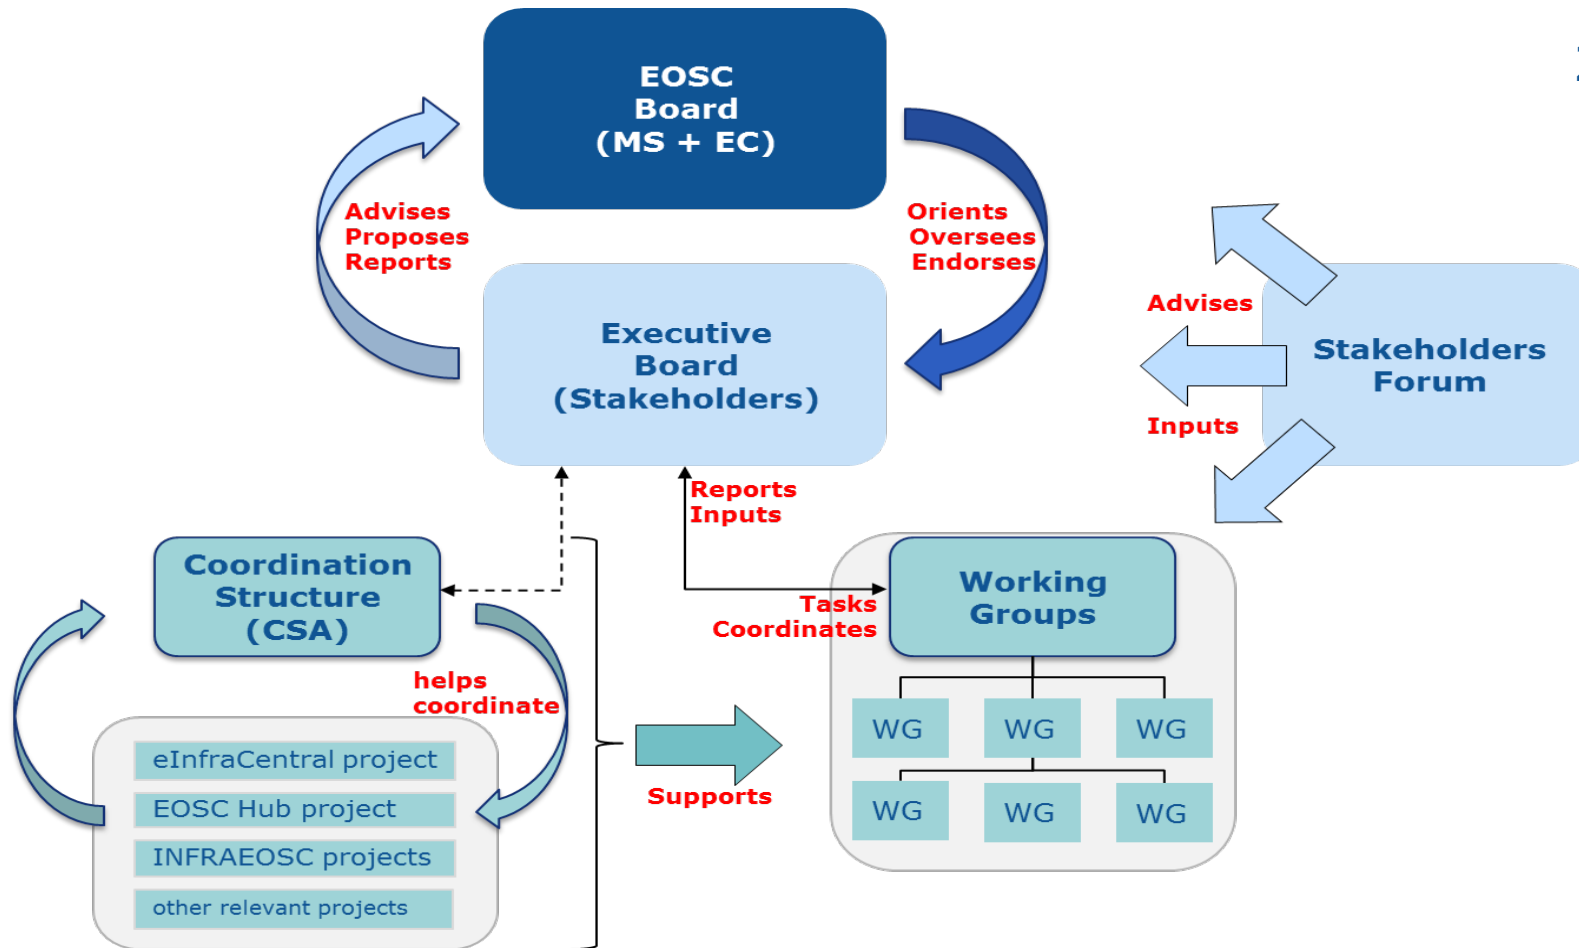 EOSC
Board
(MS + EC)
Advises
Proposes
Reports
Orients
Oversees
Endorses
Executive
Board
(Stakeholders)
Advises
Inputs
Stakeholders
Forum
Reports
Inputs
Tasks
Coordinates
Coordination
Structure
(CSA)
helps
coordinate
eInfraCentral project
EOSC Hub project
INFRAEOSC projects
other relevant projects
Supports
Working
Groups
WG
WG
WG
WG
WG
WG